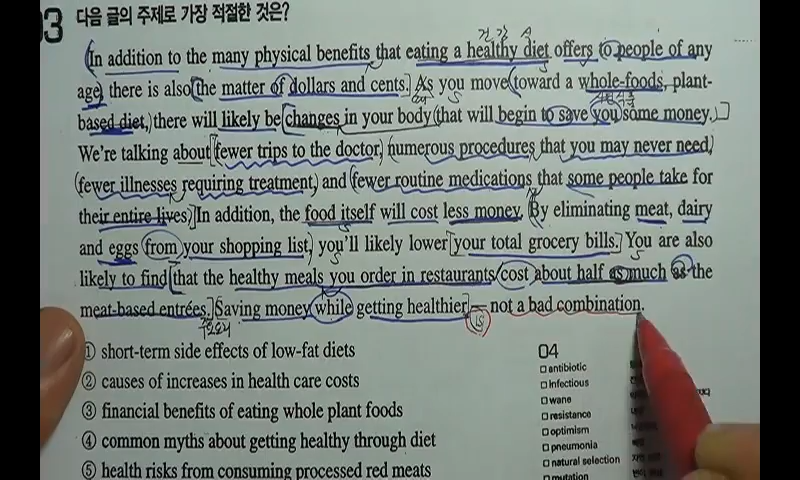 03 다음 글의 주제로 가장 적절한 것은?
건강식
In addition to the many physical benefits that eating a healthy diet offers to people of any
age, there is also the matter of dollars and cents. As you move toward a whole-foods, plant-
based diet, there will likely be changes in your body that will begin to save you some money.
We're talking about fewer trips to the doctor, numerous procedures that you may never need,
fewer illnesses requiring treatment, and fewer routine medications that some people take for
their entire lives. In addition, the food itself will cost less money. By eliminating meat, dairy
and eggs from your shopping list, you'll likely lower your total grocery bills. You are also
likely to find that the healthy meals you order in restaurants cost about half as much as the
meat-based entrées. Saving money while getting healthier — not a bad combination.
is
① short-term side effects of low-fat diets
② causes of increases in health care costs
③ financial benefits of eating whole plant foods
④ common myths about getting healthy through diet
⑤ health risks from consuming processed red meats
04
□ antibiotic
□ infectious
□ wane
□ resistance
□ optimism
□ pneumonia
□ natural selection
□ mutation